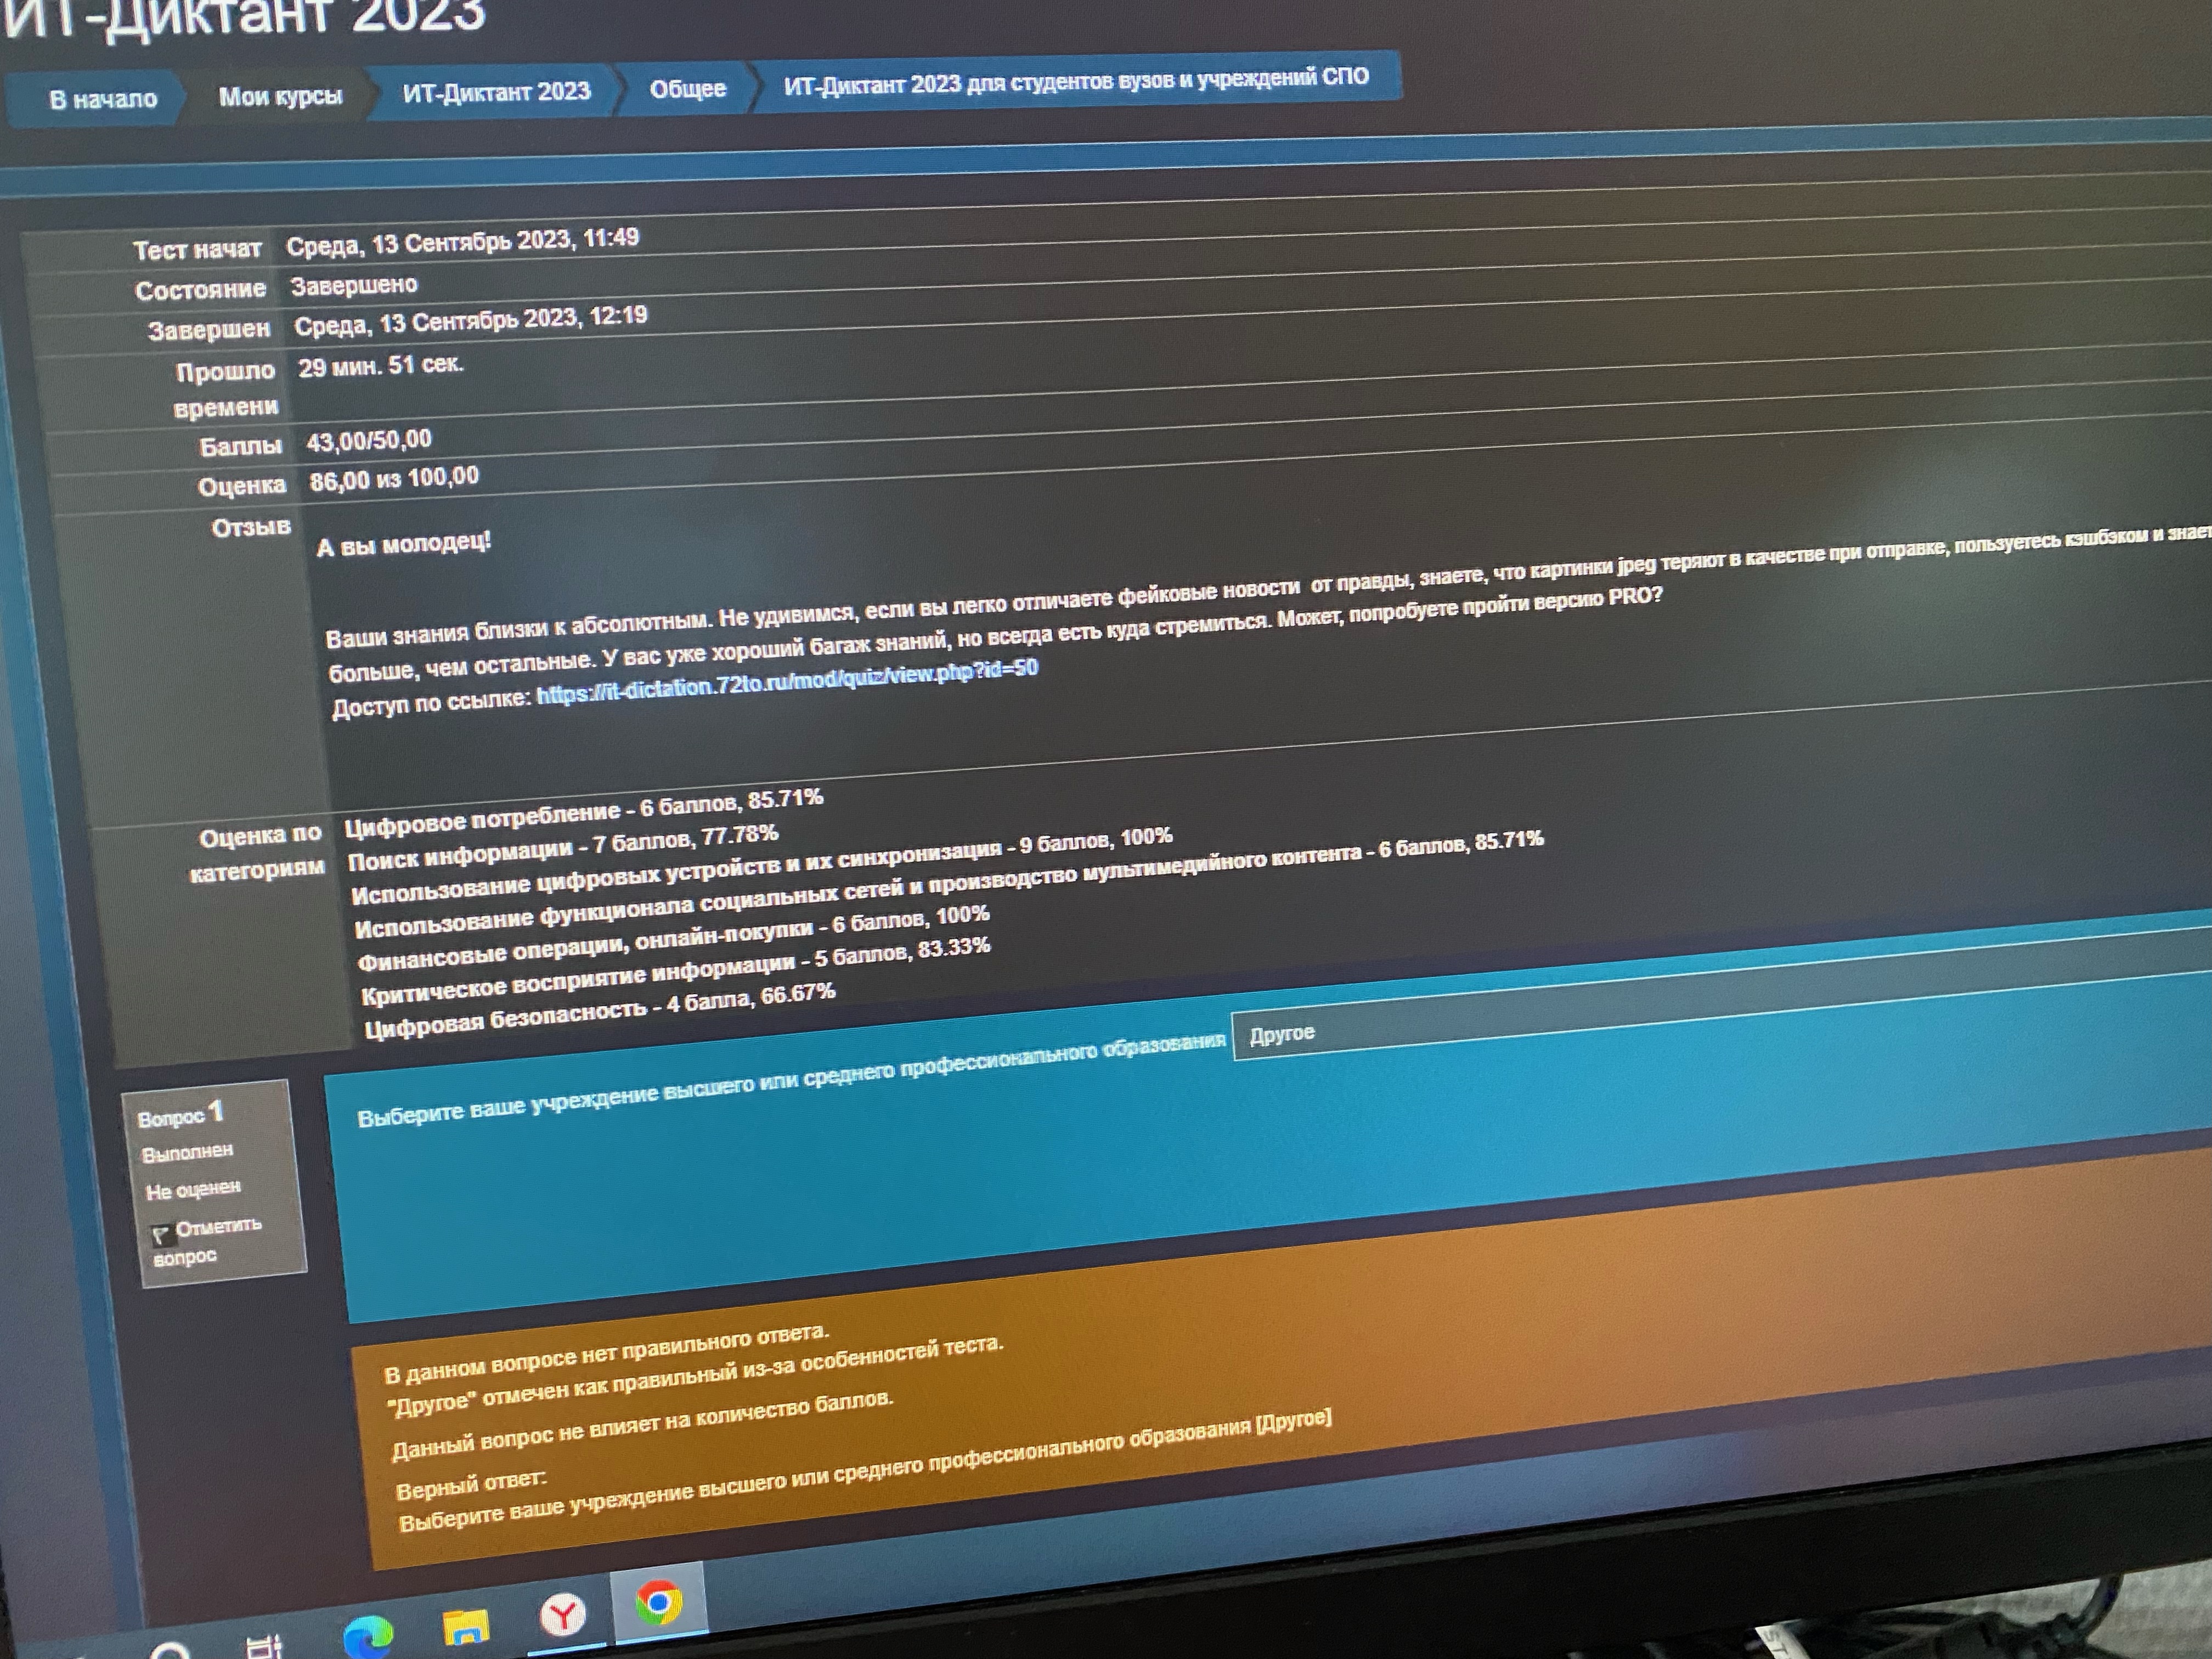 ИТ-Диктант 2023
В начало Мои курсы ИТ-Диктант 2023 Общее ИТ-Диктант 2023 для студентов вузов и учреждений СПО
Тест начат Среда, 13 Сентябрь 2023, 11:49
Состояние Завершено
Завершен Среда, 13 Сентябрь 2023, 12:19
Прошло времени 29 мин. 51 сек.
Баллы 43,00/50,00
Оценка 86,00 из 100,00
Отзыв А вы молодец!
Ваши знания близки к абсолютным. Не удивимся, если вы легко отличаете фейковые новости от правды, знаете, что картинки jpeg теряют в качестве при отправке, пользуетесь кэшбэком и
больше, чем остальные. У вас уже хороший багаж знаний, но всегда есть куда стремиться. Может, попробуете пройти версию PRO?
Доступ по ссылке: https://it-dictation.72to.ru/mod/quiz/view.php?id=50
Оценка по категориям
Цифровое потребление - 6 баллов, 85.71%
Поиск информации - 7 баллов, 77.78%
Использование цифровых устройств и их синхронизация - 9 баллов, 100%
Использование функционала социальных сетей и производство мультимедийного контента - 6 баллов, 85.71%
Финансовые операции, онлайн-покупки - 6 баллов, 100%
Критическое восприятие информации - 5 баллов, 83.33%
Цифровая безопасность - 4 балла, 66.67%
Вопрос 1
Выполнен
Не оценен
Отметить
вопрос
Выберите ваше учреждение высшего или среднего профессионального образования Другое
В данном вопросе нет правильного ответа.
"Другое" отмечен как правильный из-за особенностей теста.
Данный вопрос не влияет на количество баллов.
Верный ответ:
Выберите ваше учреждение высшего или среднего профессионального образования [Другое]